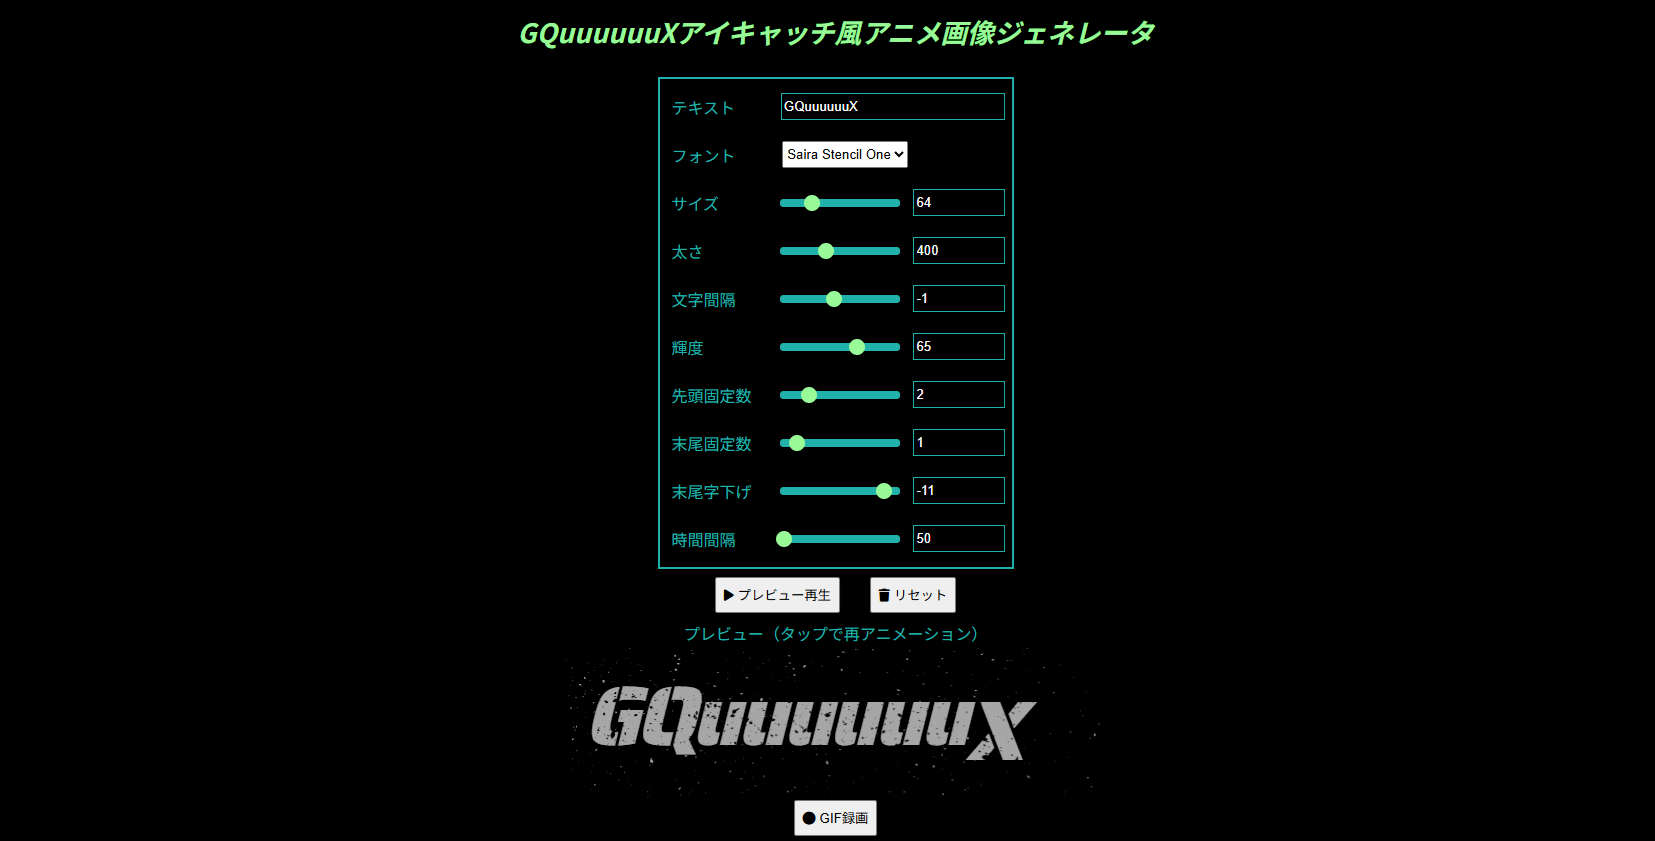 GQuuuuuuXアイキャッチ風アニメ画像ジェネレータ
テキスト GQuuuuuuX
フォント Saira Stencil One
サイズ 64
太さ 400
文字間隔 -1
輝度 65
先頭固定数 2
末尾固定数 1
末尾字下げ -11
時間間隔 50
プレビュー再生 リセット
プレビュー（タップで再アニメーション）
GQuuuuuuX
GIF録画